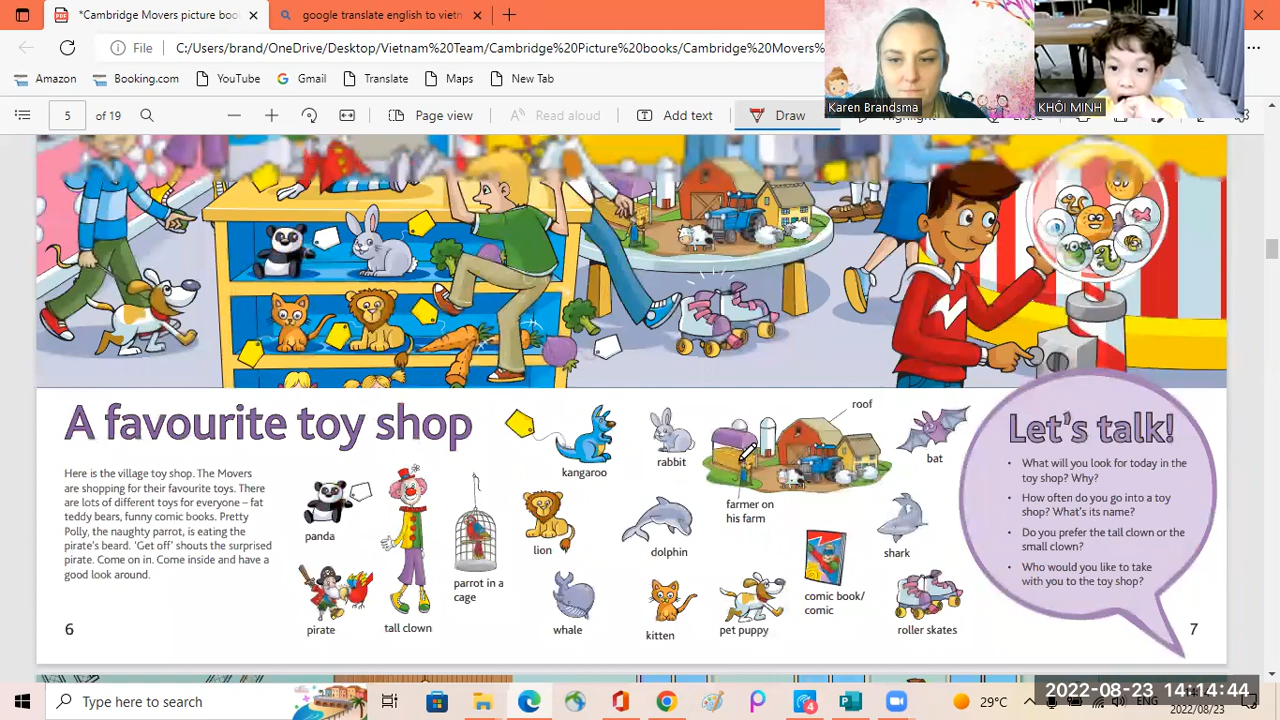 *Cambridge Movers picture boo
google translate english to vietn
File
C:/Users/brand/OneDrive/Desktop/Vietnam%20Team/Cambridge%20Picture%20books/Cambridge%20Movers%
Amazon
Booking.com
YouTube
Gmail
Translate
Maps
New Tab
Karen Brandsma
KHÔI MINH
5 of 19
Page view
Read aloud
Add text
Draw
A favourite toy shop
Here is the village toy shop. The Movers
are shopping for their favourite toys. There
are lots of different toys for everyone – fat
teddy bears, funny comic books. Pretty
Polly, the naughty parrot, is eating the
pirate's beard. 'Get off' shouts the surprised
pirate. Come on in. Come inside and have a
good look around.
6
panda
pirate
tall clown
parrot in a
cage
kangaroo
lion
whale
rabbit
dolphin
kitten
roof
farmer on
his farm
pet puppy
comic book/
comic
bat
shark
roller skates
Let's talk!
• What will you look for today in the
toy shop? Why?
• How often do you go into a toy
shop? What's its name?
• Do you prefer the tall clown or the
small clown?
• Who would you like to take
with you to the toy shop?
7
Type here to search
4
29°C
ENG
2022-08-23 14:14:44
2022/08/23